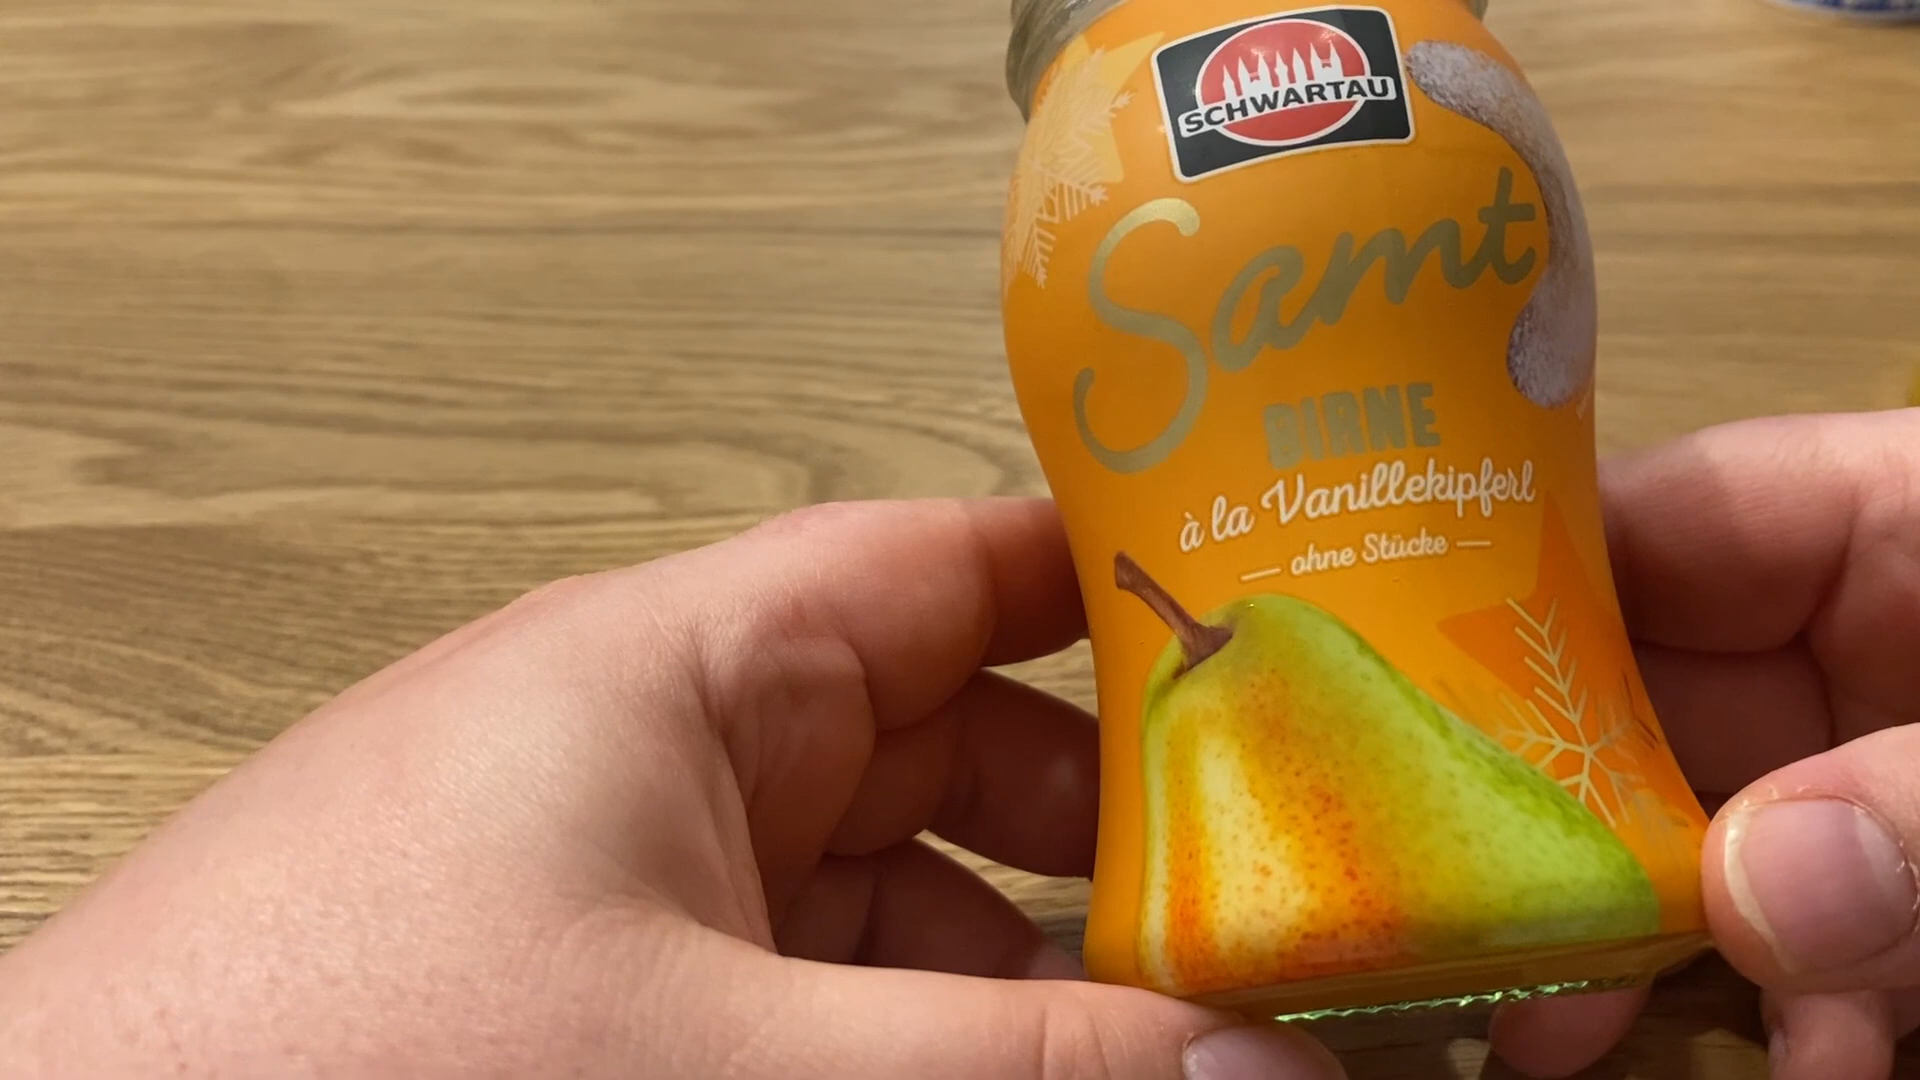 SCHWARTAU
Samt
BIRNE
à la Vanillekipferl
— ohne Stücke —